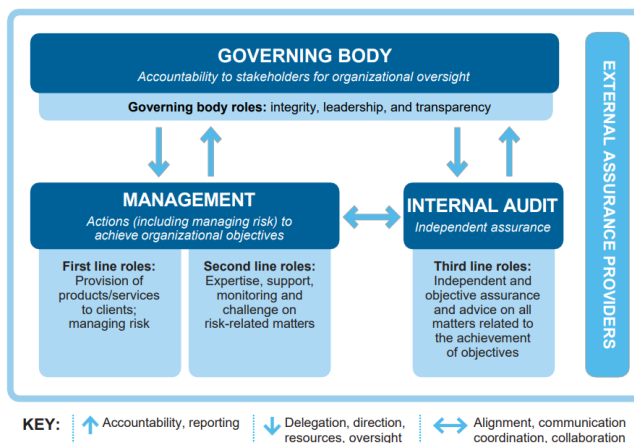 GOVERNING BODY
Accountability to stakeholders for organizational oversight
Governing body roles: integrity, leadership, and transparency
MANAGEMENT
Actions (including managing risk) to
achieve organizational objectives
INTERNAL AUDIT
Independent assurance
First line roles:
Provision of
products/services
to clients;
managing risk
Second line roles:
Expertise, support,
monitoring and
challenge on
risk-related matters
Third line roles:
Independent and
objective assurance
and advice on all
matters related to
the achievement
of objectives
EXTERNAL ASSURANCE PROVIDERS
KEY:
Accountability, reporting
Delegation, direction,
resources, oversight
Alignment, communication
coordination, collaboration